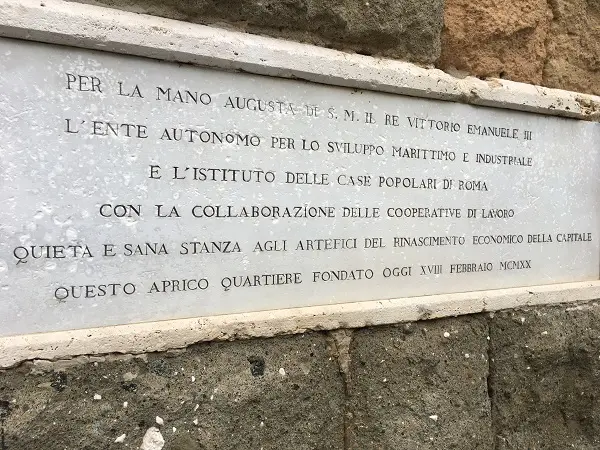 PER LA MANO AUGUSTA DI S. M. IL RE VITTORIO EMANUELE III
L'ENTE AUTONOMO PER LO SVILUPPO MARITTIMO E INDUSTRIALE
E L'ISTITUTO DELLE CASE POPOLARI DI ROMA
CON LA COLLABORAZIONE DELLE COOPERATIVE DI LAVORO
QUIETA E SANA STANZA AGLI ARTEFICI DEL RINASCIMENTO ECONOMICO DELLA CAPITALE
QUESTO APRICO QUARTIERE FONDATO OGGI XVIII FEBBRAIO MCMXX